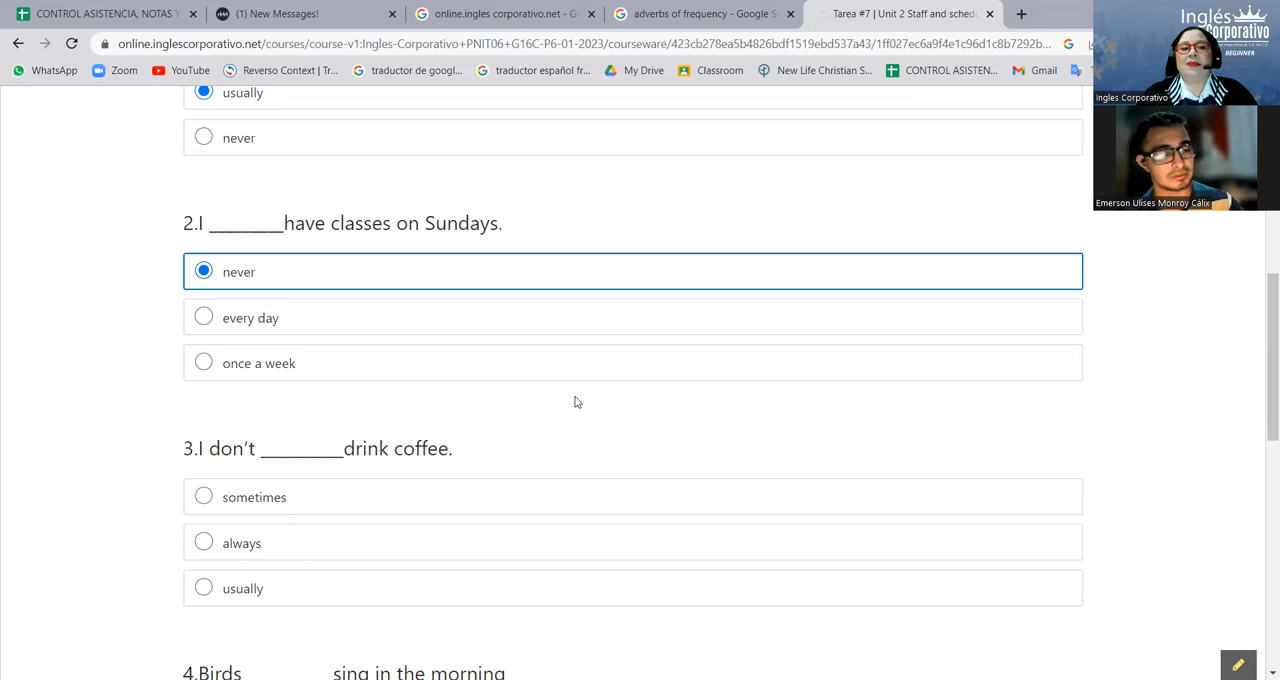 CONTROL ASISTENCIA, NOTAS Y
(1) New Messages!
online.ingles corporativo.net - G
adverbs of frequency - Google S
Tarea #7 | Unit 2 Staff and sched
online.inglescorporativo.net/courses/course-v1:Ingles-Corporativo+PNIT0635616C-P6-01-2023/courseware/423cb278ea5b4826bdf1519ebd537a43/1ff027ec6a9f4e1c96d1c8b7292b...
WhatsApp
Zoom
YouTube
Reverso Context | Tr...
traductor de googl...
traductor español fr...
My Drive
Classroom
New Life Christian S...
CONTROL ASISTEN...
Gmail
Inglés
Corporativo
BEGINNER
Ingles Corporativo
Emerson Ulises Monroy Cálix
usually
never
2.I ________have classes on Sundays.
never
every day
once a week
3.I don’t _________drink coffee.
sometimes
always
usually
4.Birds sing in the morning